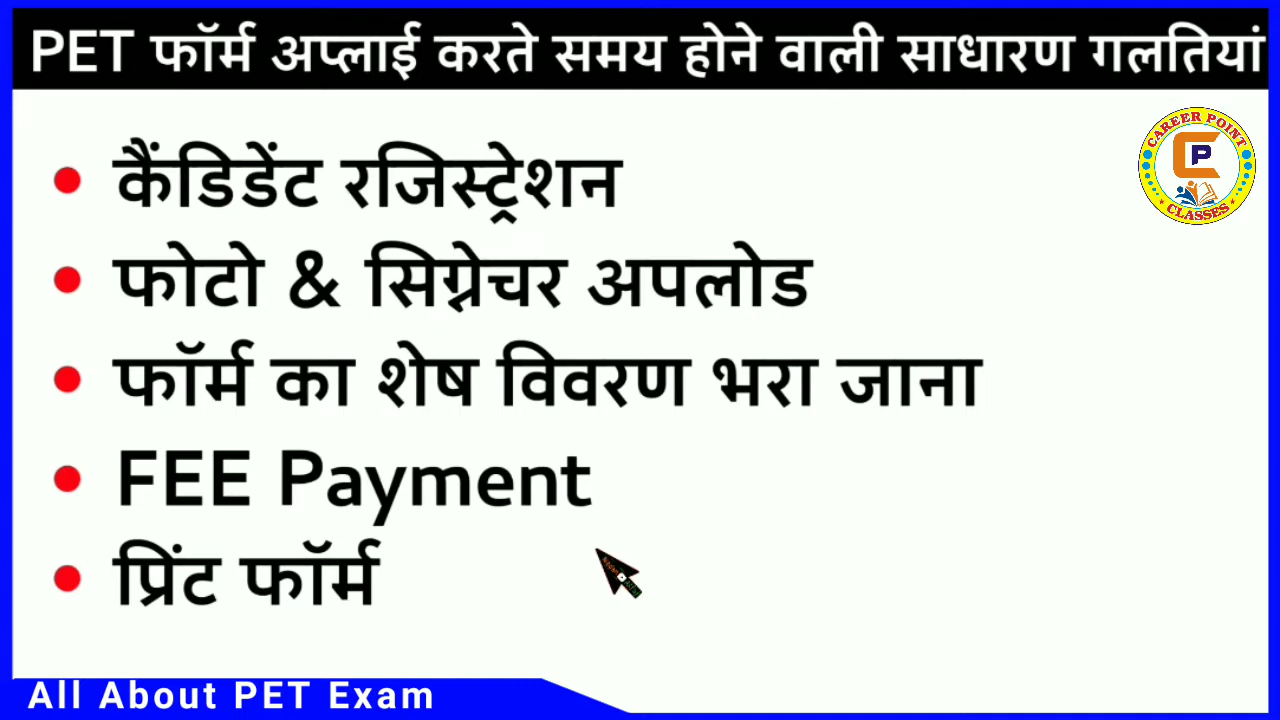 PET फॉर्म अप्लाई करते समय होने वाली साधारण गलतियां
CAREER POINT
CP
CLASSES
कैंडिडेंट रजिस्ट्रेशन
फोटो & सिग्नेचर अपलोड
फॉर्म का शेष विवरण भरा जाना
FEE Payment
प्रिंट फॉर्म
All About PET Exam